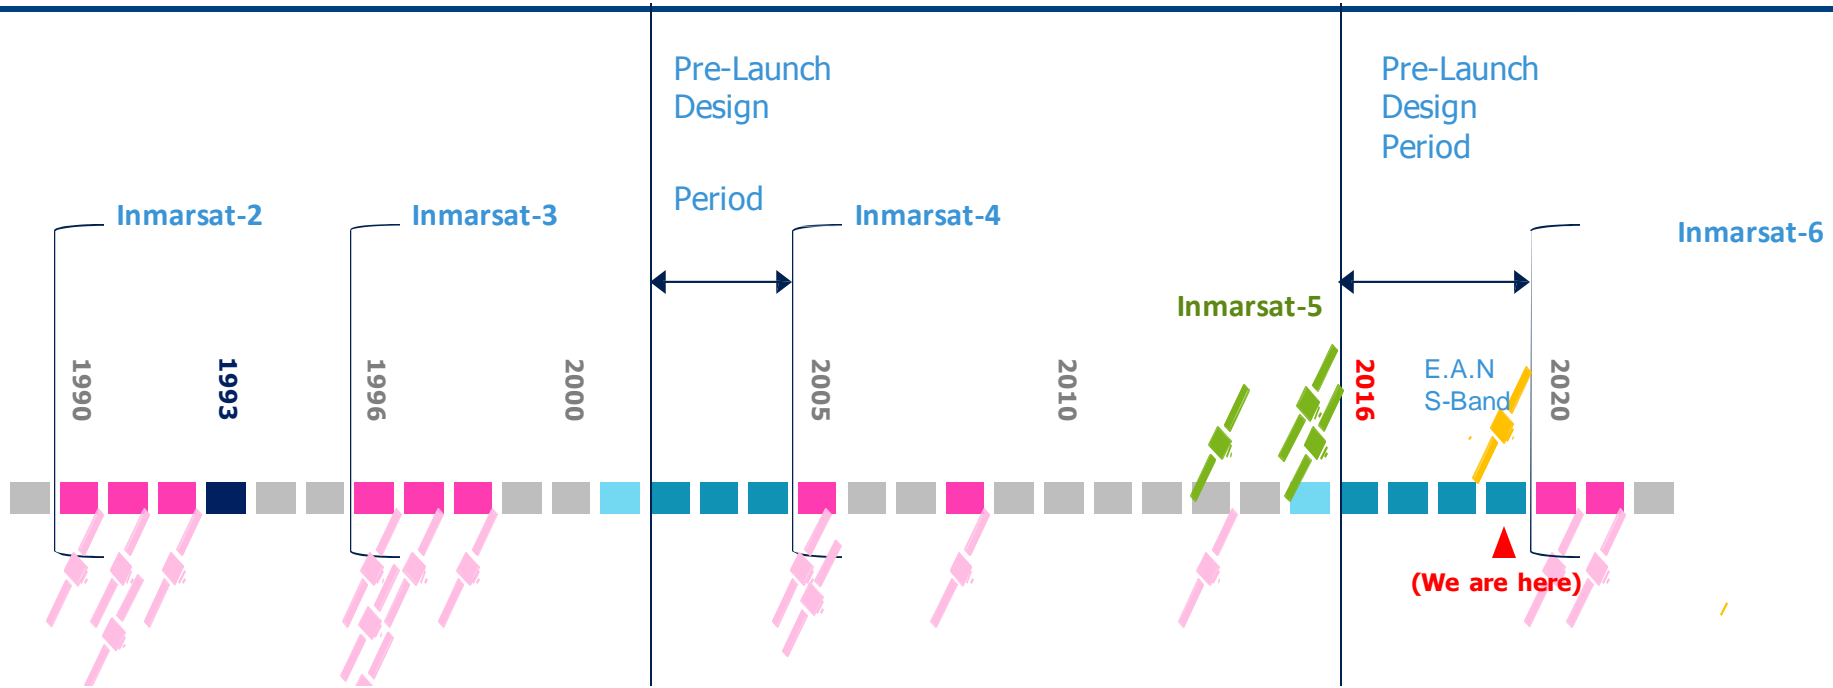 Pre-Launch
Design
Period
Pre-Launch
Design
Period
Inmarsat-2
Inmarsat-3
Inmarsat-4
Inmarsat-6
Inmarsat-5
1990
1993
1996
2000
2005
2010
2016
E.A.N
S-Band
2020
(We are here)